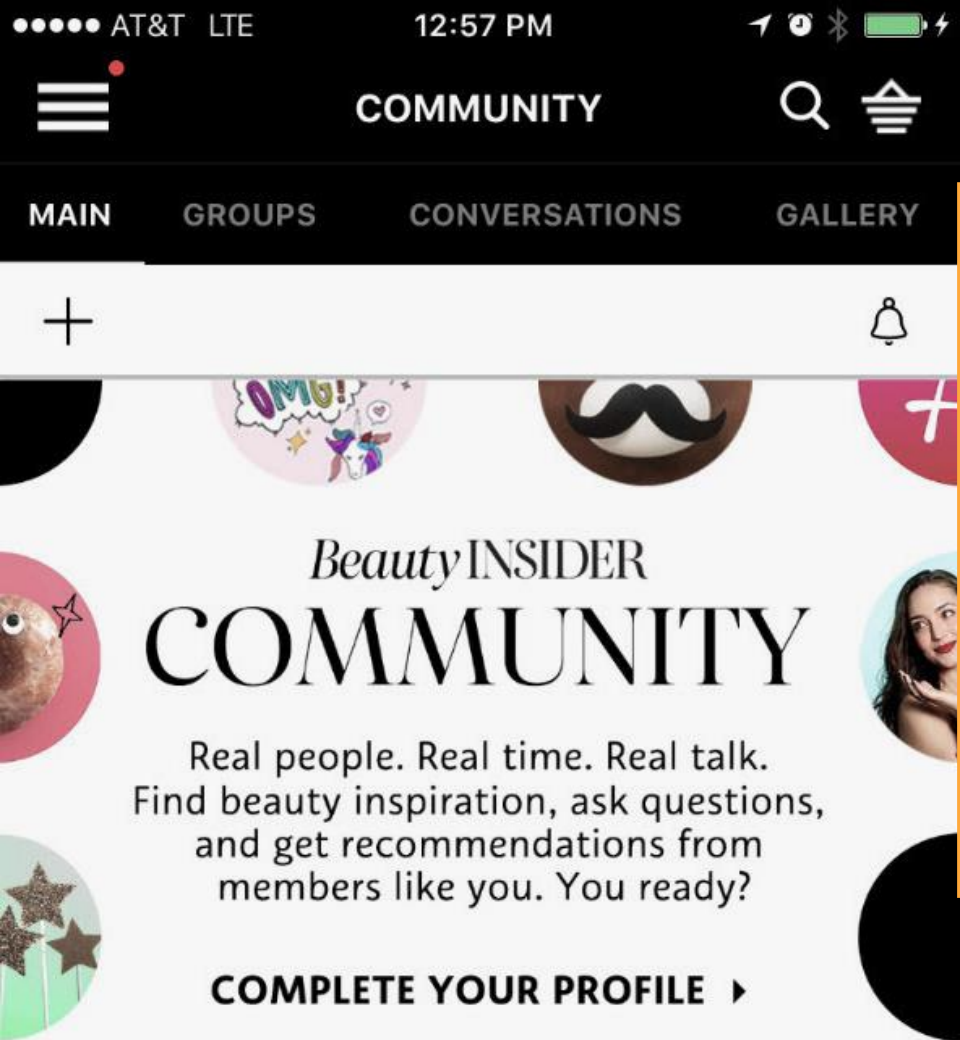 AT&T LTE 12:57 PM
COMMUNITY
MAIN GROUPS CONVERSATIONS GALLERY
OMG!
Beauty INSIDER
COMMUNITY
Real people. Real time. Real talk.
Find beauty inspiration, ask questions,
and get recommendations from
members like you. You ready?
COMPLETE YOUR PROFILE